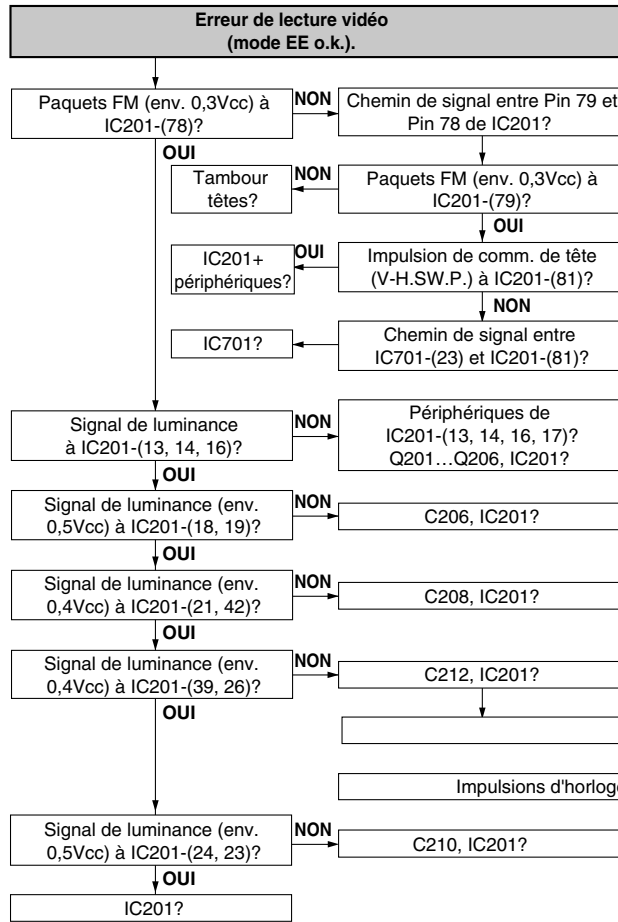 Erreur de lecture vidéo
(mode EE o.k.).
Paquets FM (env. 0,3Vcc) à
IC201-(78)?
NON
Chemin de signal entre Pin 79 et
Pin 78 de IC201?
OUI
Tambour
têtes?
NON
Paquets FM (env. 0,3Vcc) à
IC201-(79)?
OUI
IC201+
périphériques?
OUI
Impulsion de comm. de tête
(V-H.SW.P.) à IC201-(81)?
NON
IC701?
Chemin de signal entre
IC701-(23) et IC201-(81)?
Signal de luminance
à IC201-(13, 14, 16)?
NON
Périphériques de
IC201-(13, 14, 16, 17)?
Q201...Q206, IC201?
OUI
Signal de luminance (env.
0,5Vcc) à IC201-(18, 19)?
NON
C206, IC201?
OUI
Signal de luminance (env.
0,4Vcc) à IC201-(21, 42)?
NON
C208, IC201?
OUI
Signal de luminance (env.
0,4Vcc) à IC201-(39, 26)?
NON
C212, IC201?
OUI
Impulsions d'horloge
Signal de luminance (env.
0,5Vcc) à IC201-(24, 23)?
NON
C210, IC201?
OUI
IC201?